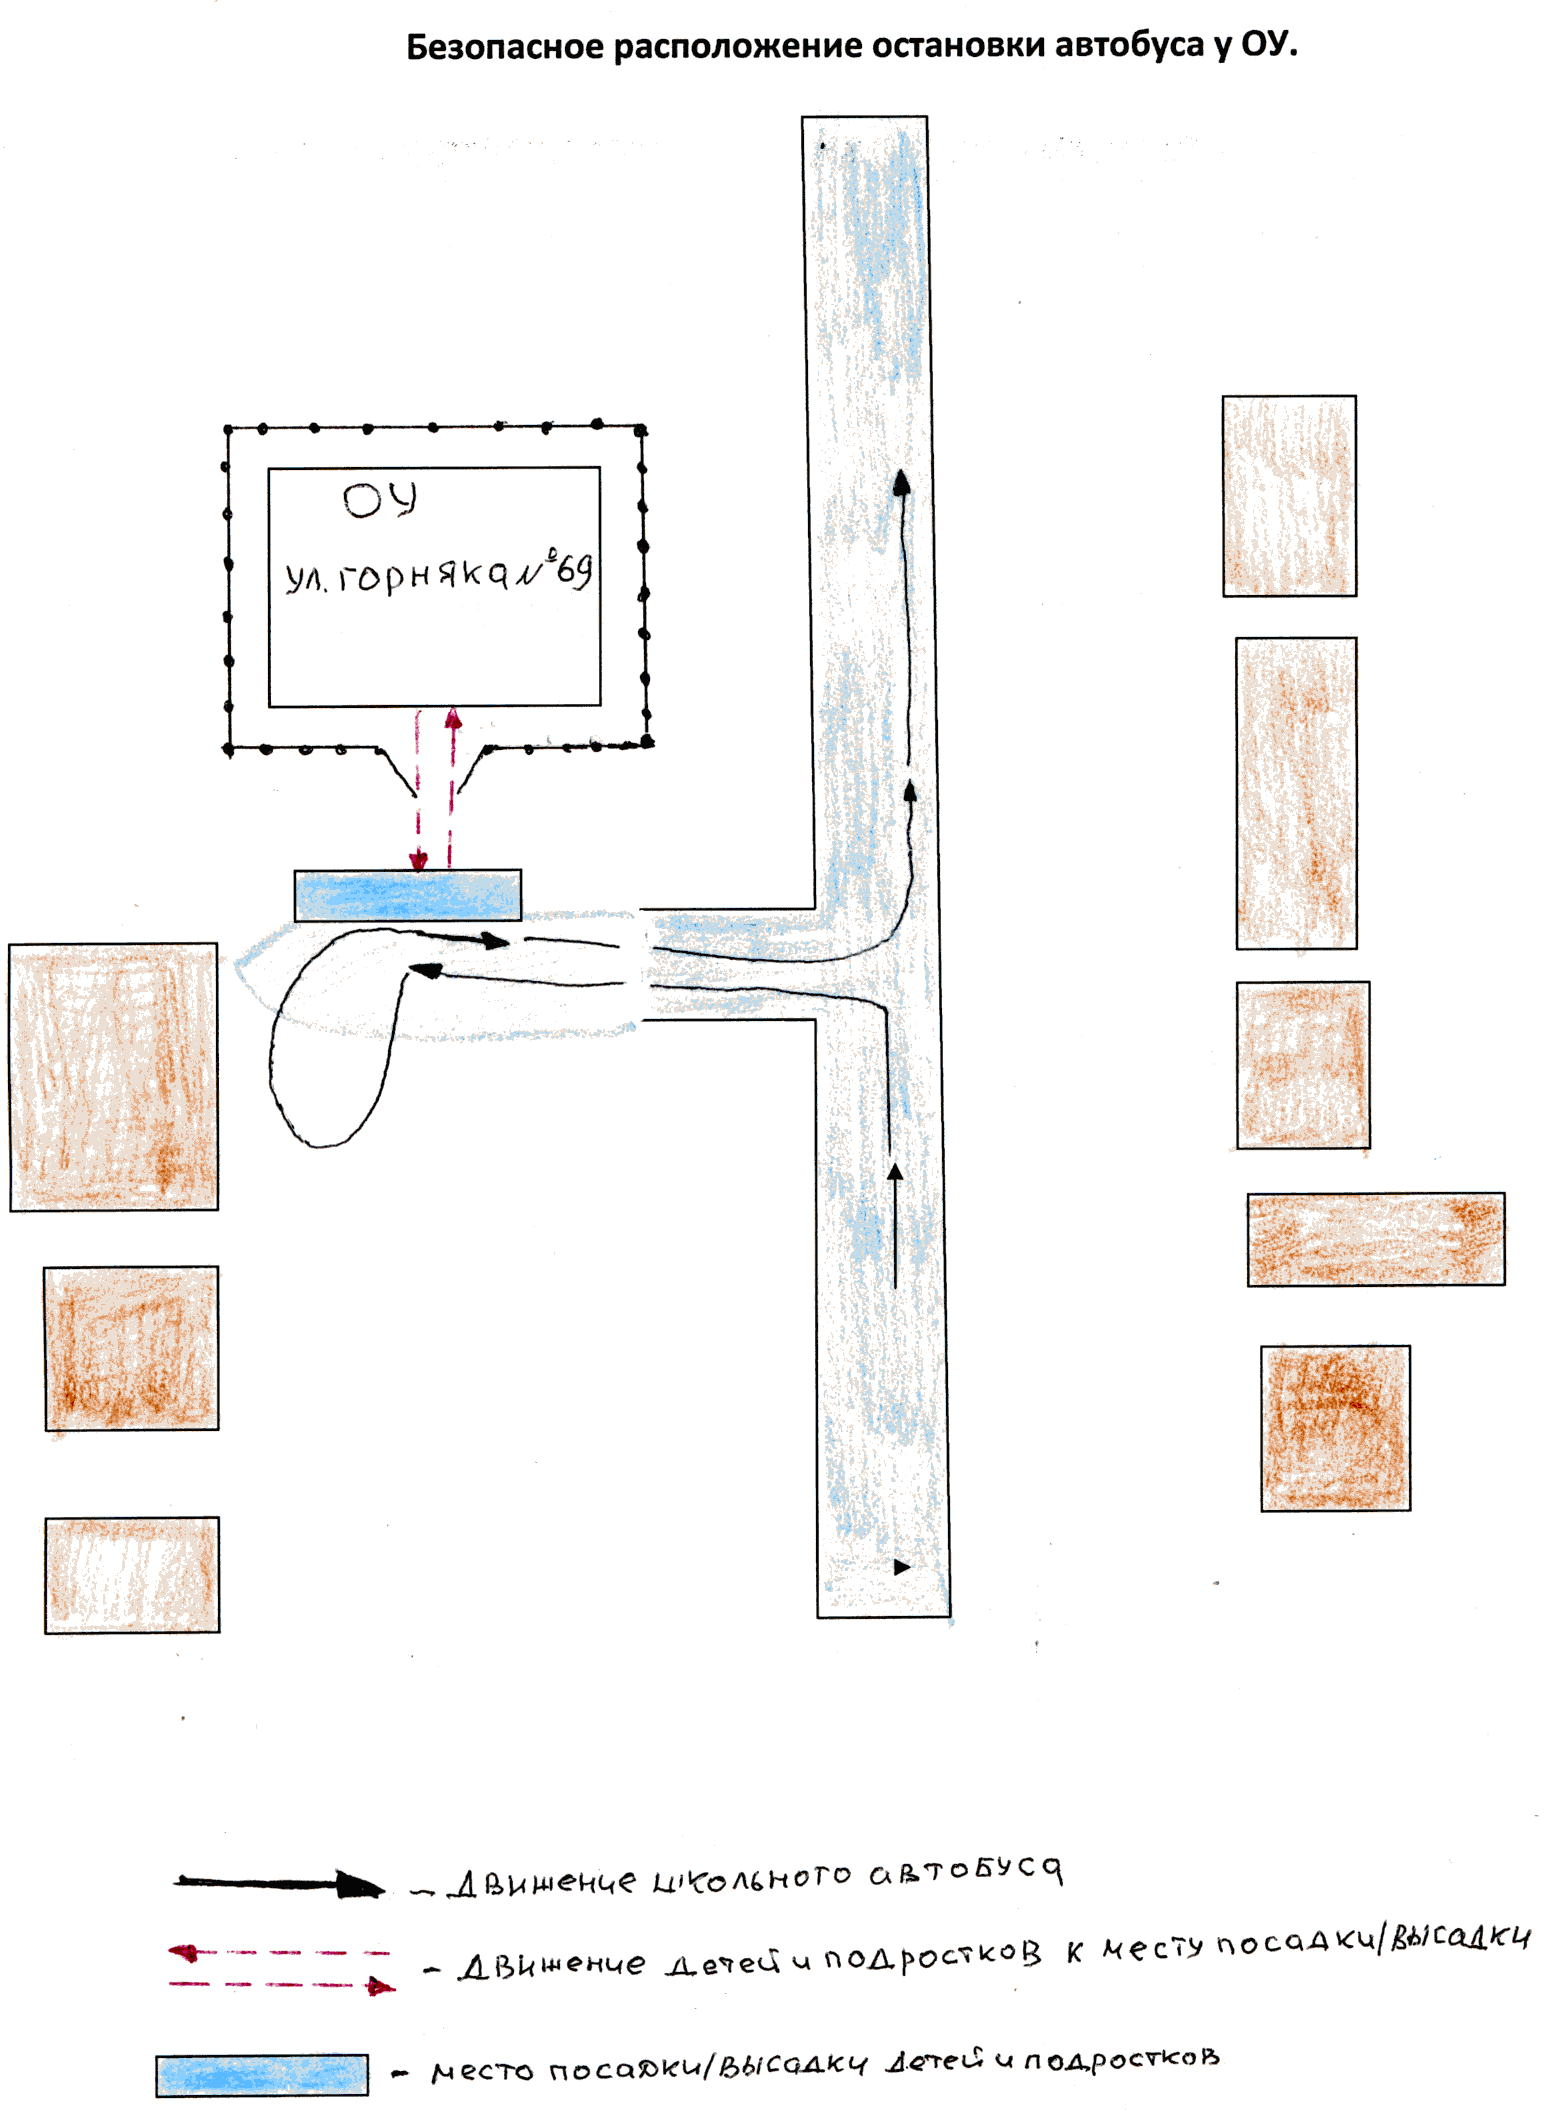 Безопасное расположение остановки автобуса у ОУ.
ОУ
ул. горняка №69
- движение школьного автобуса
- движение детей и подростков к месту посадки/высадки
- место посадки/высадки детей и подростков